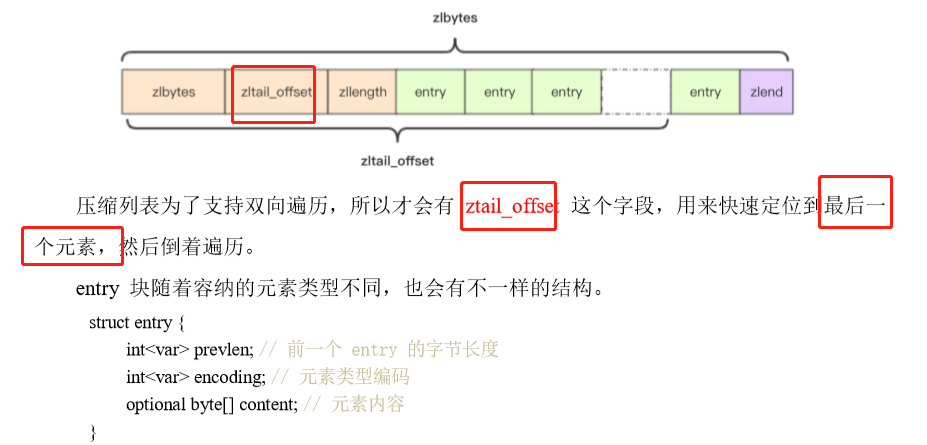 zlbytes
zlbytes zltail_offset zllength entry entry entry entry zlend
zltail_offset
压缩列表为了支持双向遍历，所以才会有 ztail_offset 这个字段，用来快速定位到最后一
个元素，然后倒着遍历。
entry 块随着容纳的元素类型不同，也会有不一样的结构。
struct entry {
int<var> prevlen; // 前一个 entry 的字节长度
int<var> encoding; // 元素类型编码
optional byte[] content; // 元素内容
}